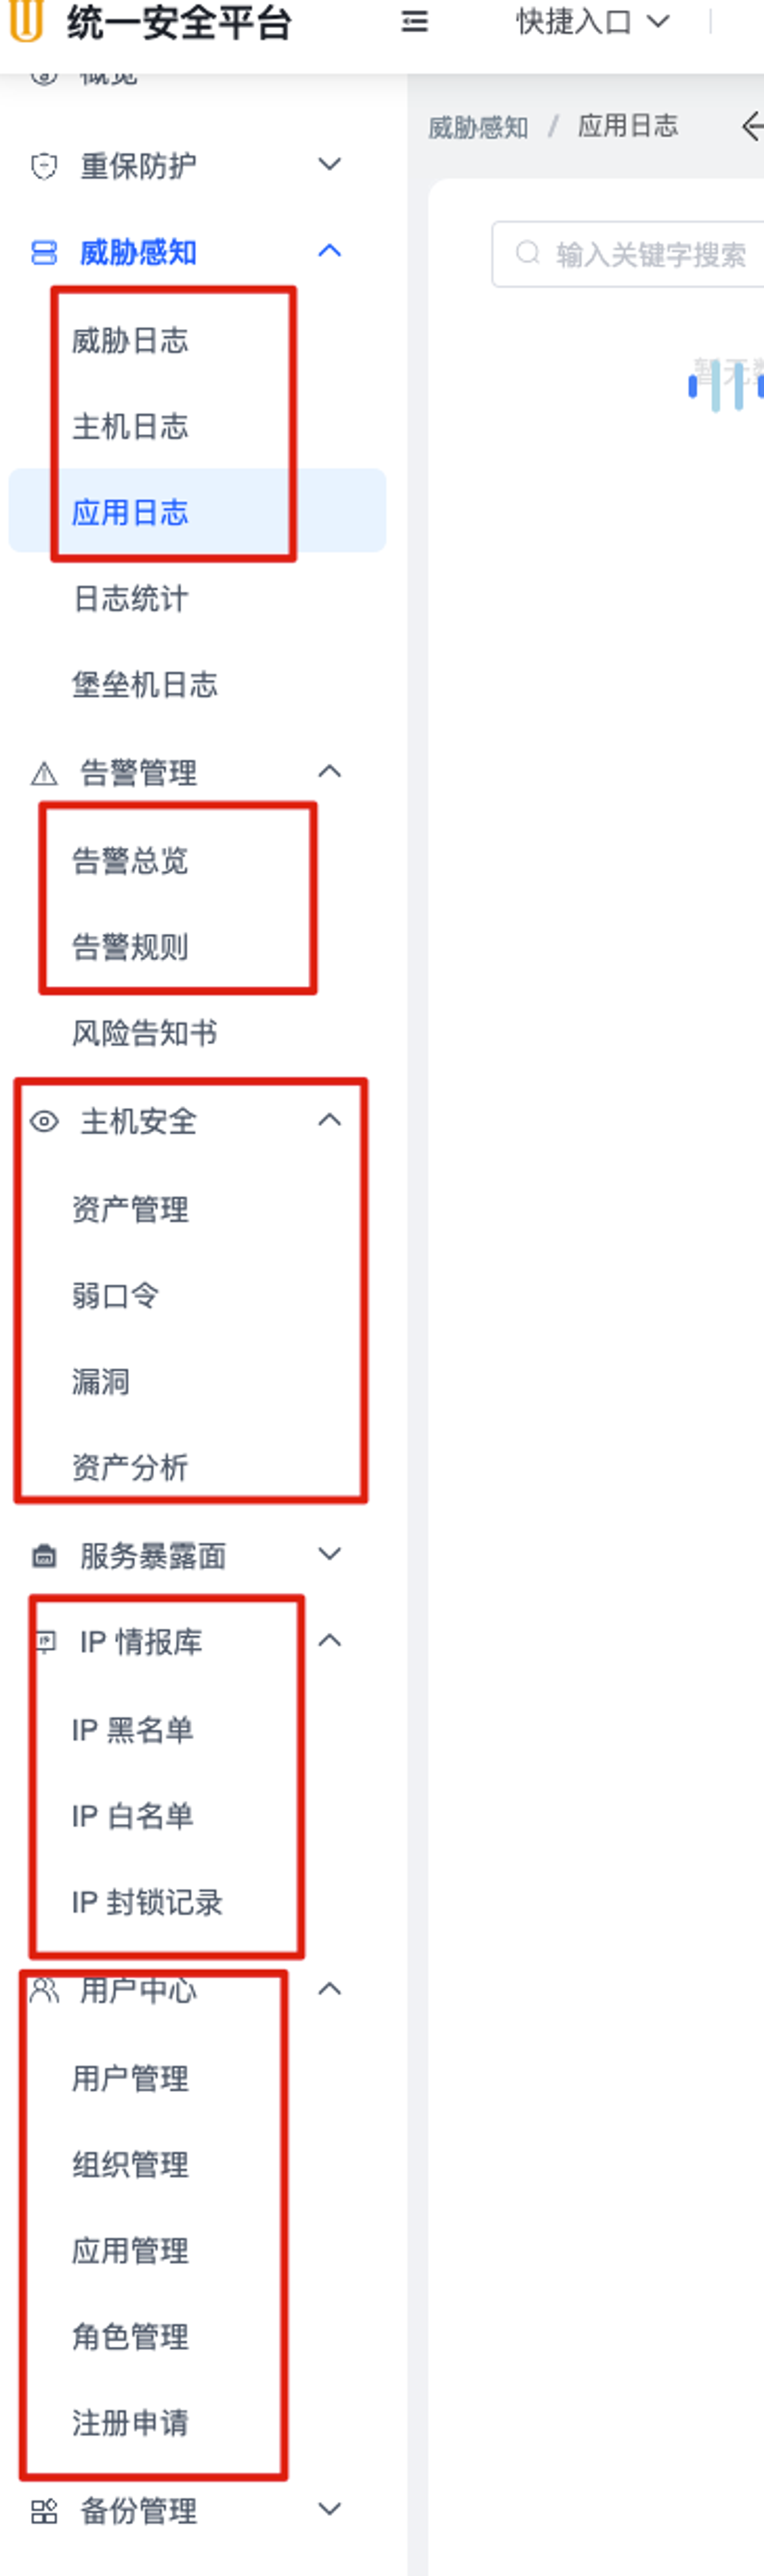 统一安全平台
快捷入口
概览
威胁感知 / 应用日志
重保防护
输入关键字搜索
威胁感知
威胁日志
暂无
主机日志
应用日志
日志统计
堡垒机日志
告警管理
告警总览
告警规则
风险告知书
主机安全
资产管理
弱口令
漏洞
资产分析
服务暴露面
IP 情报库
IP 黑名单
IP 白名单
IP 封锁记录
用户中心
用户管理
组织管理
应用管理
角色管理
注册申请
备份管理